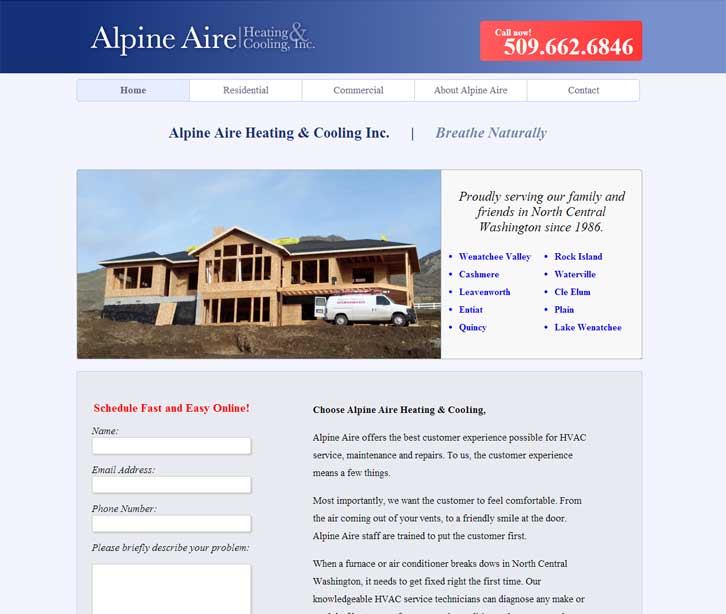 Alpine Aire
Heating &
Cooling, Inc.
Call now!
509.662.6846
Home
Residential
Commercial
About Alpine Aire
Contact
Alpine Aire Heating & Cooling Inc. | Breathe Naturally
Proudly serving our family and
friends in North Central
Washington since 1986.
• Wenatchee Valley
• Cashmere
• Leavenworth
• Entiat
• Quincy
• Rock Island
• Waterville
• Cle Elum
• Plain
• Lake Wenatchee
Schedule Fast and Easy Online!
Name:
Email Address:
Phone Number:
Please briefly describe your problem:
Choose Alpine Aire Heating & Cooling,
Alpine Aire offers the best customer experience possible for HVAC
service, maintenance and repairs. To us, the customer experience
means a few things.
Most importantly, we want the customer to feel comfortable. From
the air coming out of your vents, to a friendly smile at the door.
Alpine Aire staff are trained to put the customer first.
When a furnace or air conditioner breaks dows in North Central
Washington, it needs to get fixed right the first time. Our
knowledgeable HVAC service technicians can diagnose any make or